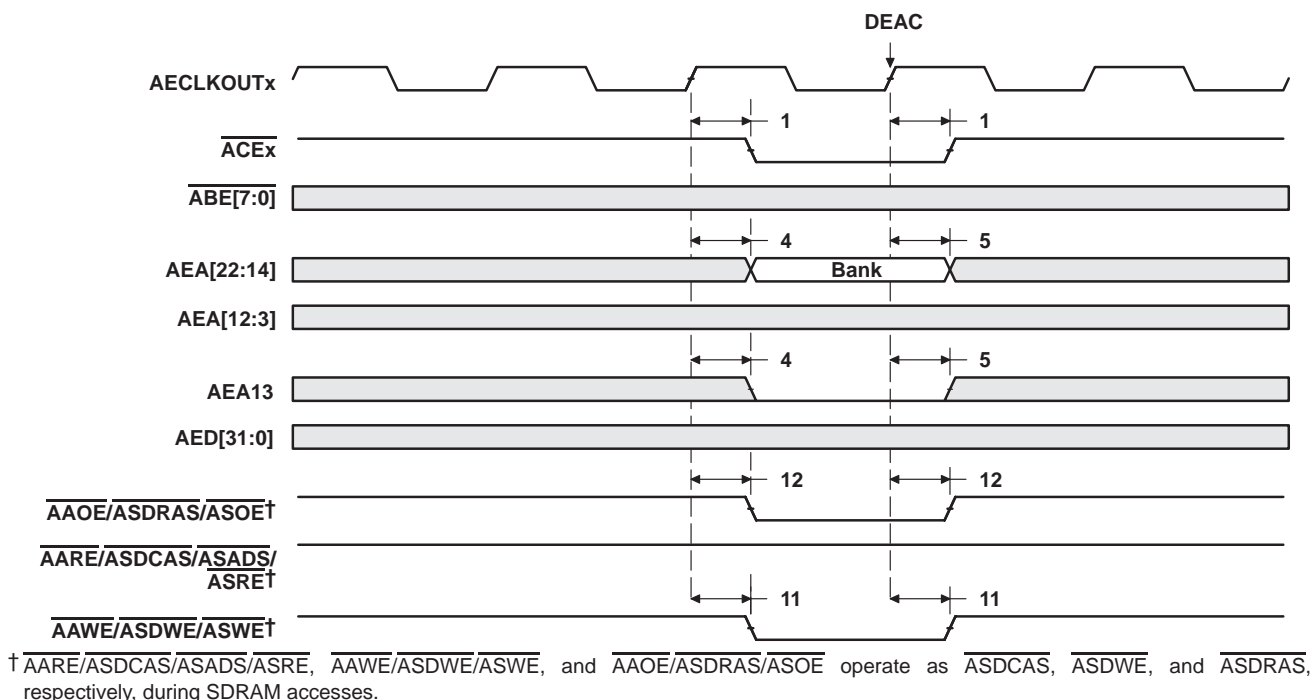 DEAC
AECLKOUTx
1 1
ACEx
ABE[7:0]
4 5
AEA[22:14] Bank
AEA[12:3]
4 5
AEA13
AED[31:0]
12 12
AAOE/ASDRAS/ASOE†
AARE/ASDCAS/ASADS/
ASRE†
11 11
AAWE/ASDWE/ASWE†
† AARE/ASDCAS/ASADS/ASRE, AAWE/ASDWE/ASWE, and AAOE/ASDRAS/ASOE operate as ASDCAS, ASDWE, and ASDRAS,
respectively, during SDRAM accesses.